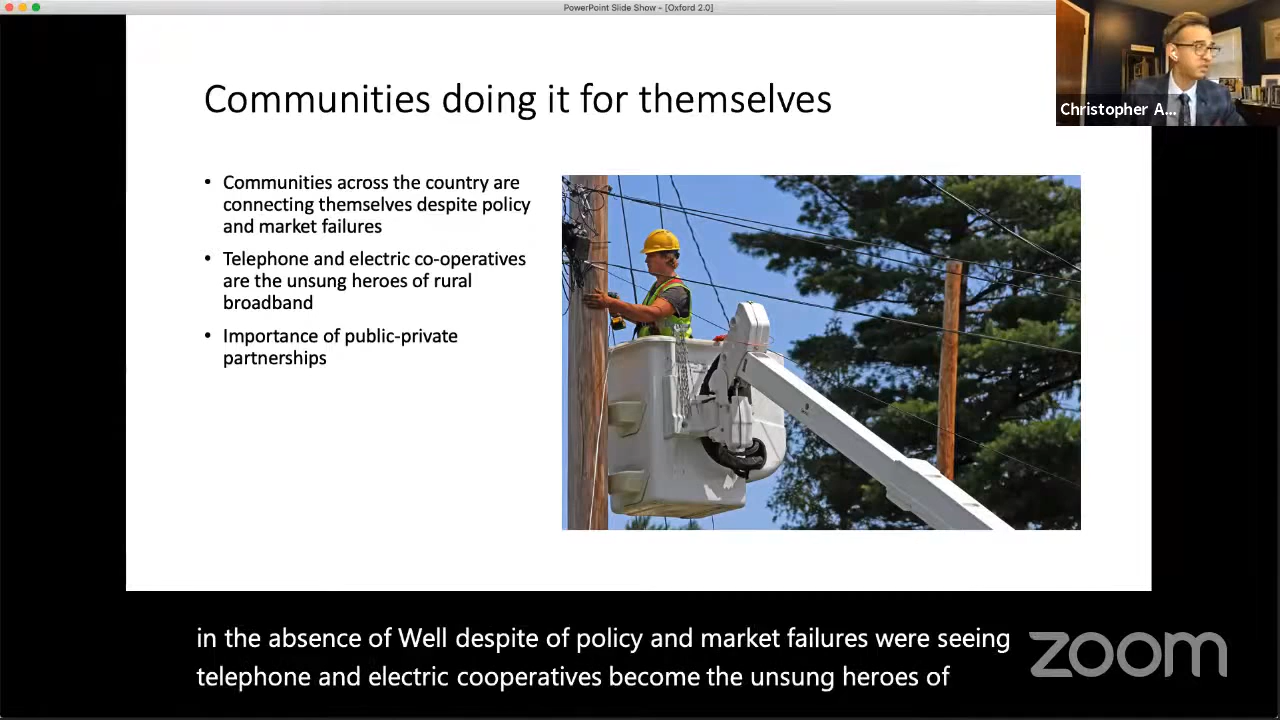 PowerPoint Slide Show - [Oxford 2.0]
Christopher A...
Communities doing it for themselves
• Communities across the country are
connecting themselves despite policy
and market failures
• Telephone and electric co-operatives
are the unsung heroes of rural
broadband
• Importance of public-private
partnerships
in the absence of Well despite of policy and market failures were seeing
telephone and electric cooperatives become the unsung heroes of
zoom